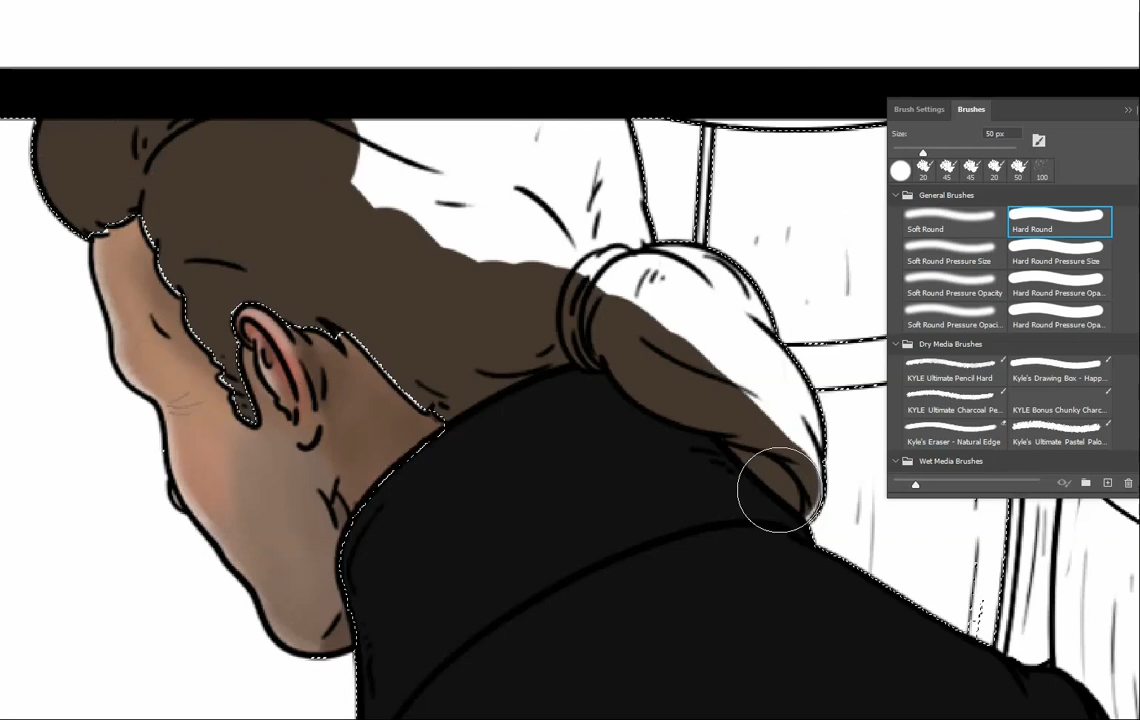 Brush Settings Brushes
Size: 50 px
20 45 45 20 50 100
General Brushes
Soft Round Hard Round
Soft Round Pressure Size Hard Round Pressure Size
Soft Round Pressure Opacity Hard Round Pressure Opa...
Soft Round Pressure Opaci... Hard Round Pressure Opa...
Dry Media Brushes
KYLE Ultimate Pencil Hard Kyle's Drawing Box - Happ...
KYLE Ultimate Charcoal Pe... KYLE Bonus Chunky Charc...
Kyle's Eraser - Natural Edge Kyle's Ultimate Pastel Palo...
Wet Media Brushes